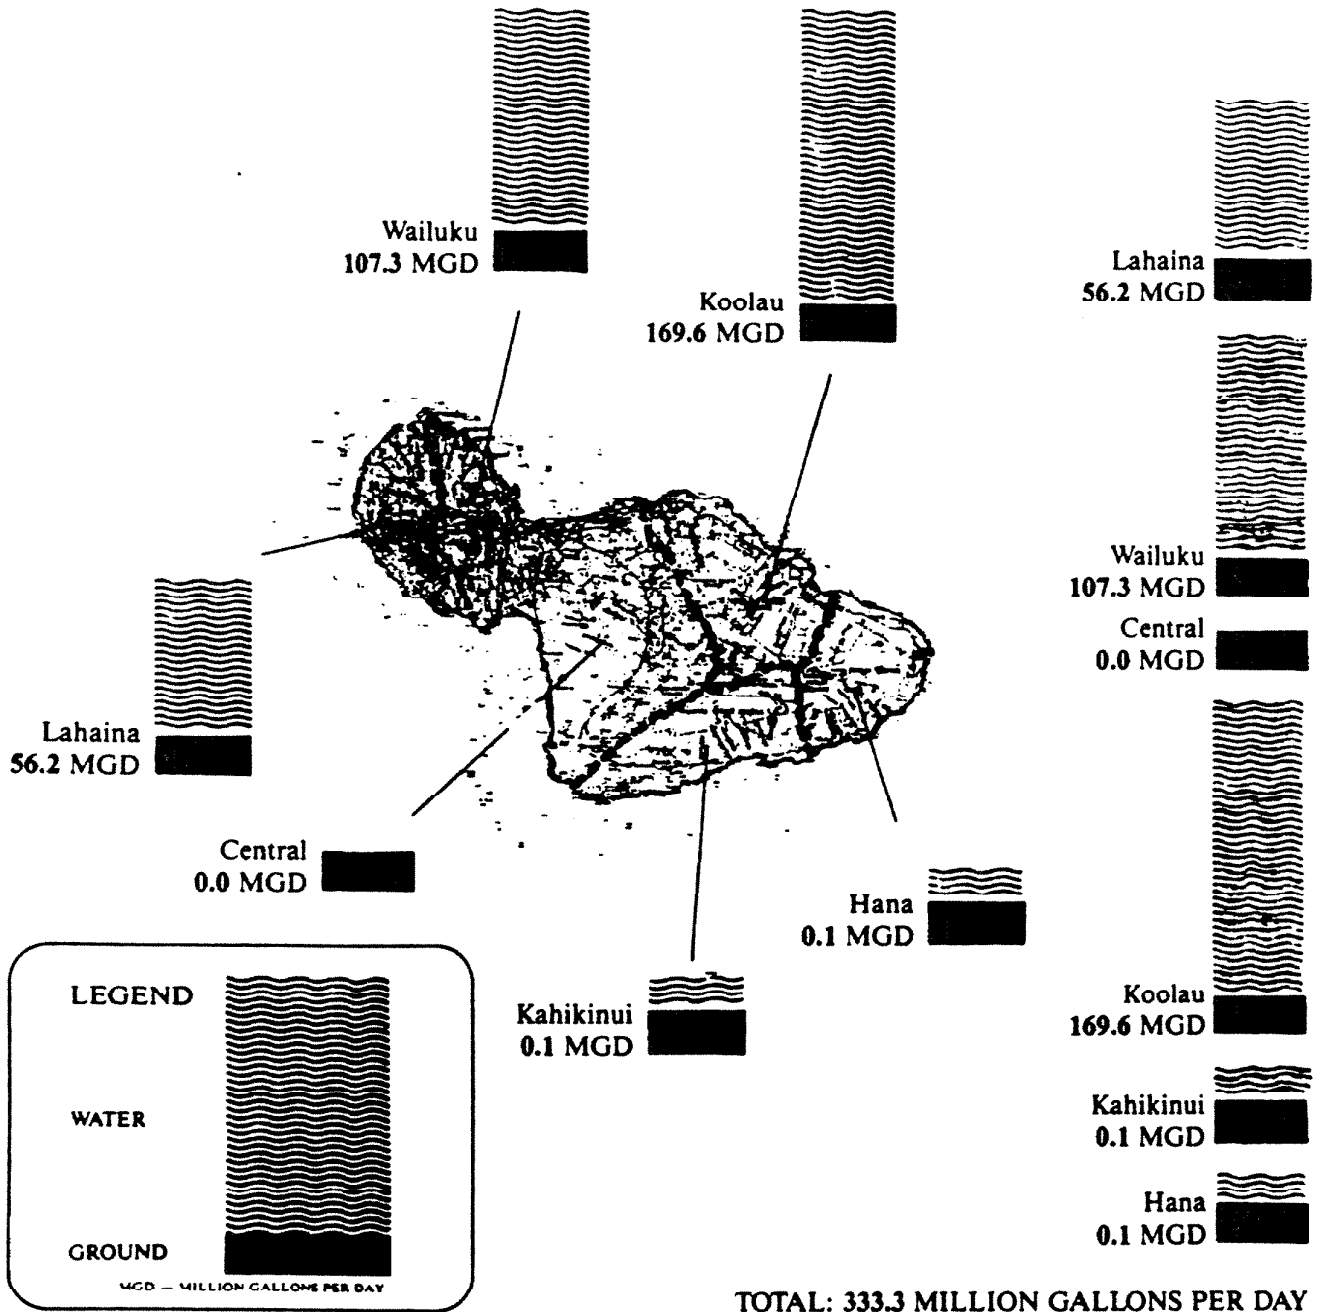 Wailuku
107.3 MGD
Koolau
169.6 MGD
Lahaina
56.2 MGD
Wailuku
107.3 MGD
Central
0.0 MGD
Lahaina
56.2 MGD
Central
0.0 MGD
Hana
0.1 MGD
Kahikinui
0.1 MGD
Koolau
169.6 MGD
Kahikinui
0.1 MGD
Hana
0.1 MGD
LEGEND
WATER
GROUND
MGD — MILLION GALLONS PER DAY
TOTAL: 333.3 MILLION GALLONS PER DAY